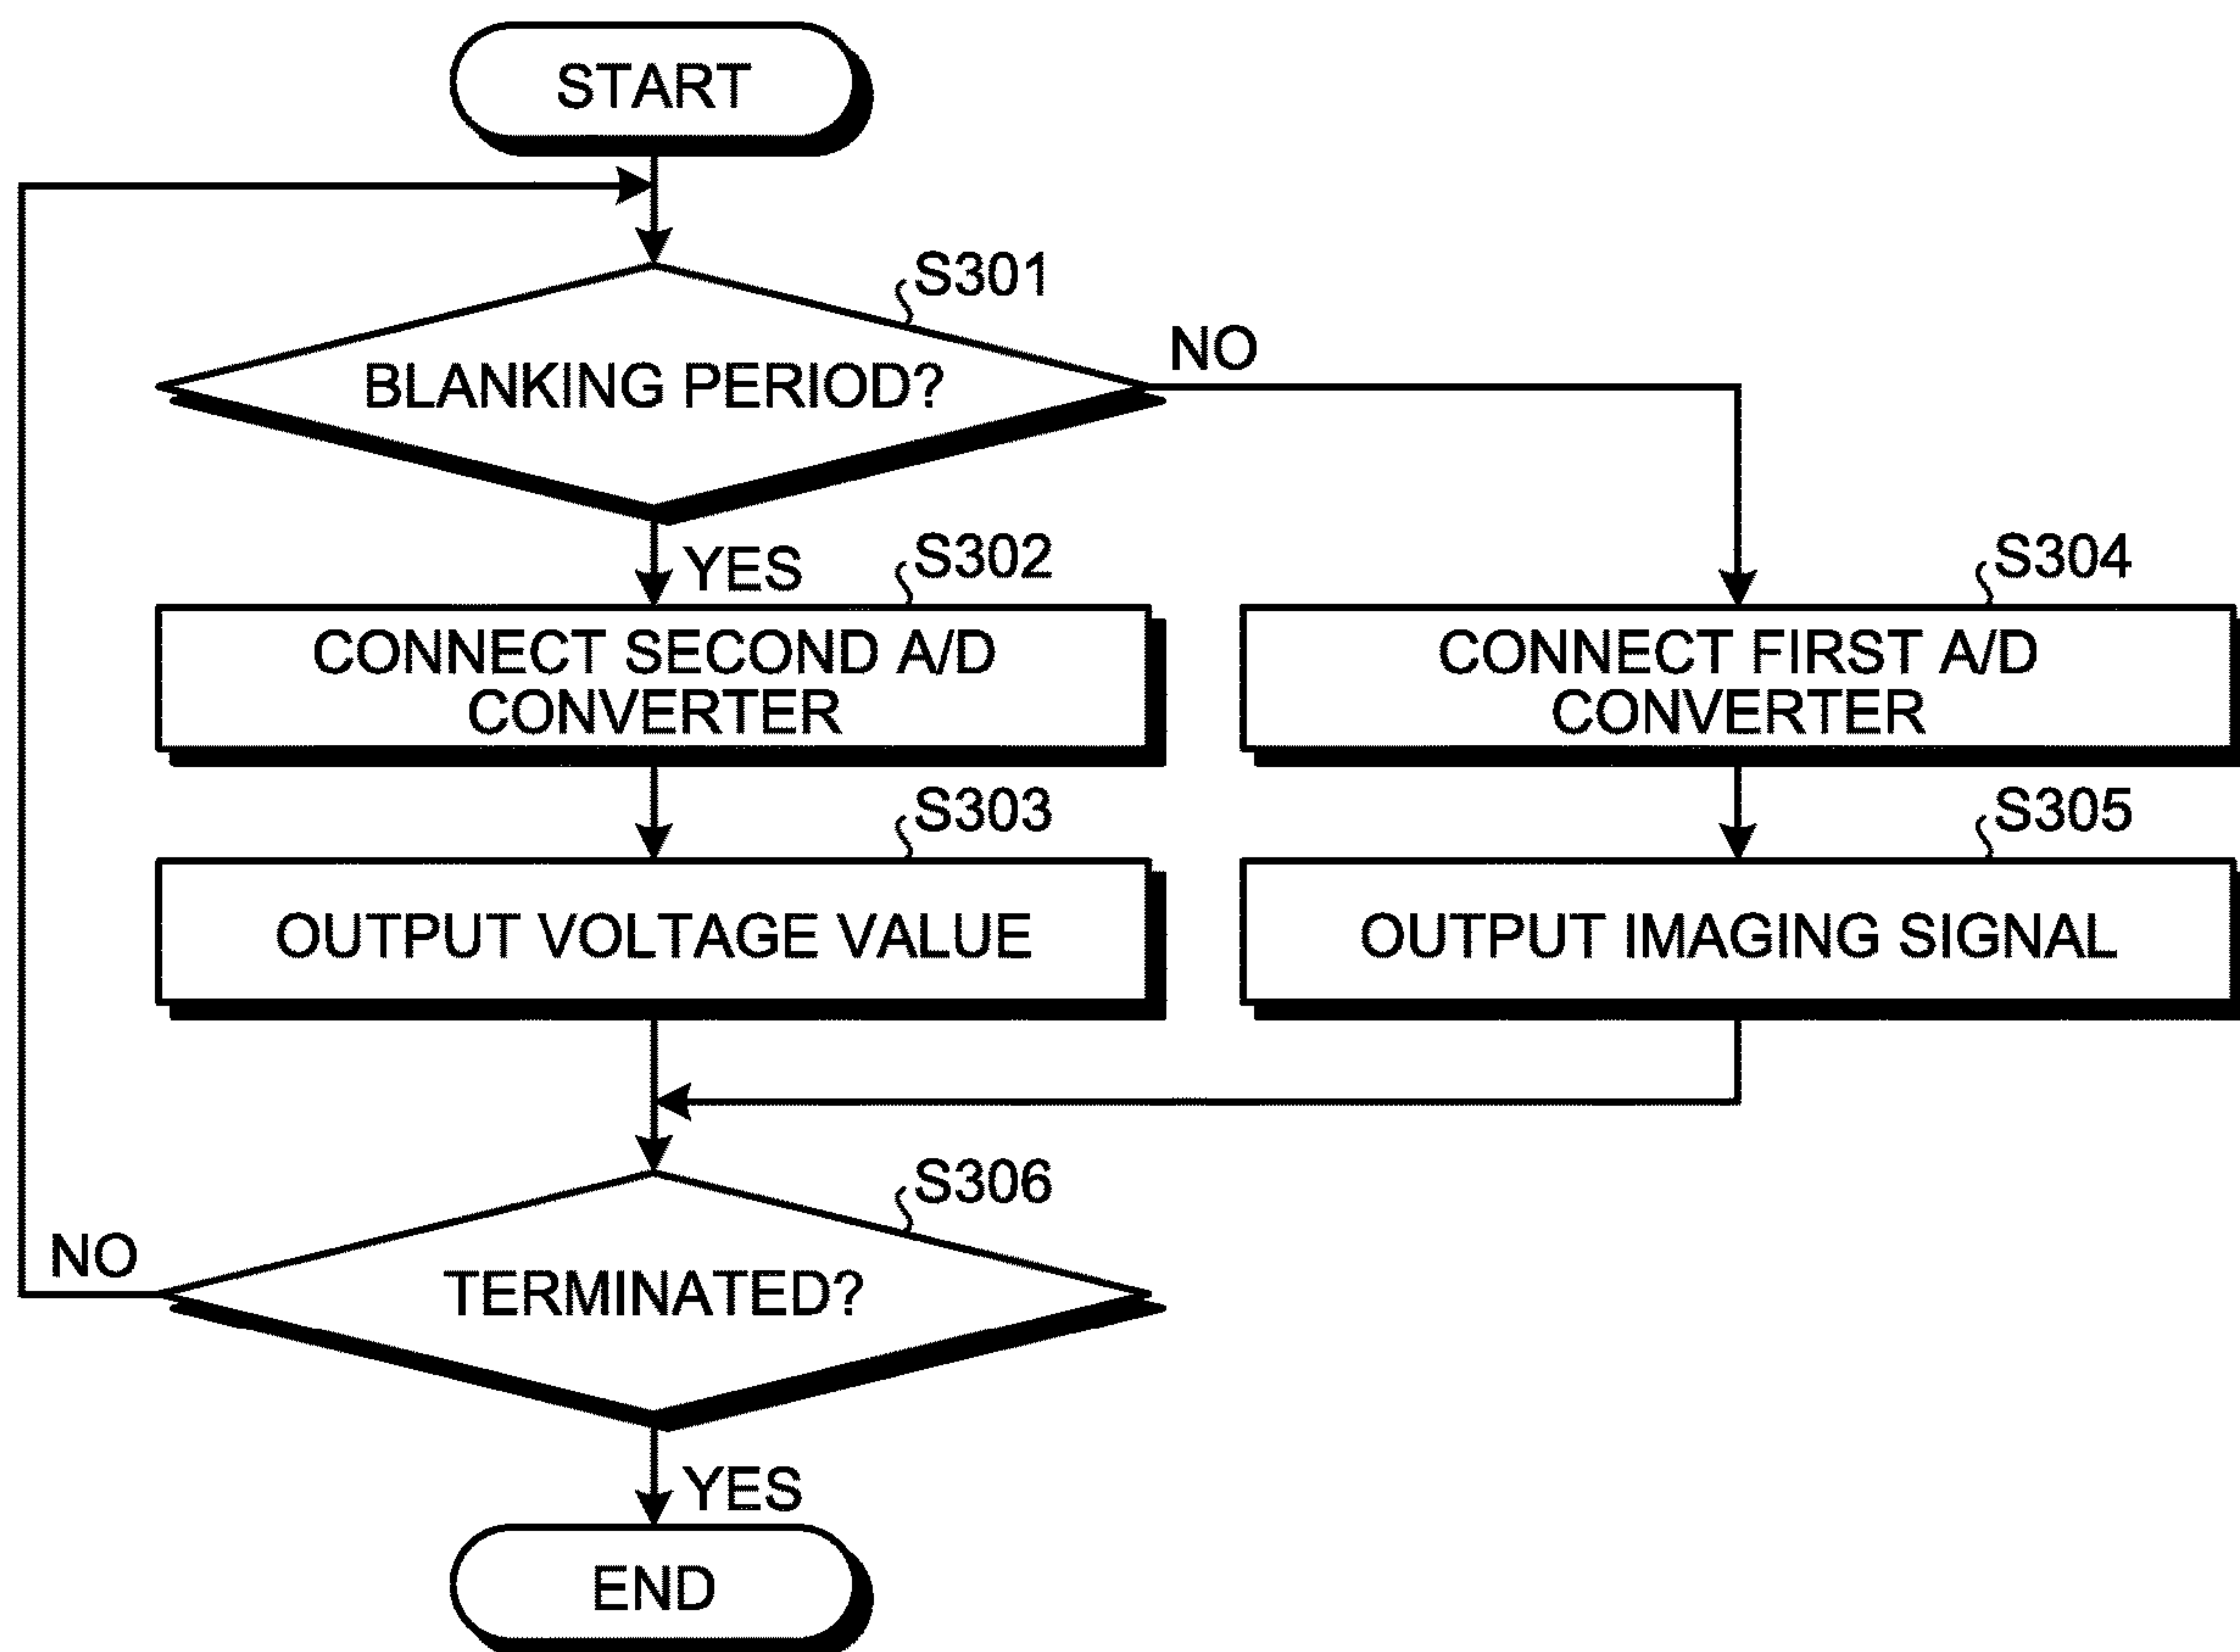 START
S301
BLANKING PERIOD?
NO
YES
S302
S304
CONNECT SECOND A/D
CONVERTER
CONNECT FIRST A/D
CONVERTER
S303
S305
OUTPUT VOLTAGE VALUE
OUTPUT IMAGING SIGNAL
S306
NO
TERMINATED?
YES
END